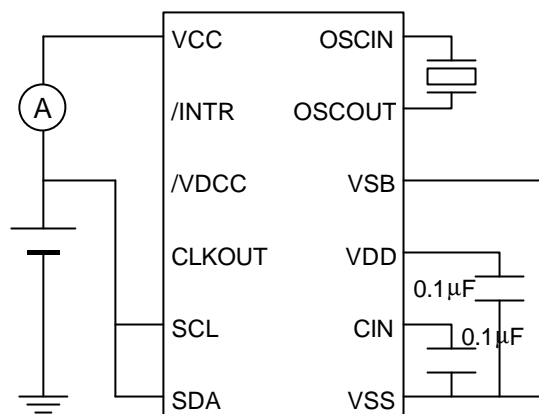 VCC OSCIN
A
/INTR OSCOUT
/VDCC VSB
CLKOUT VDD
0.1μF
SCL CIN
0.1μF
SDA VSS